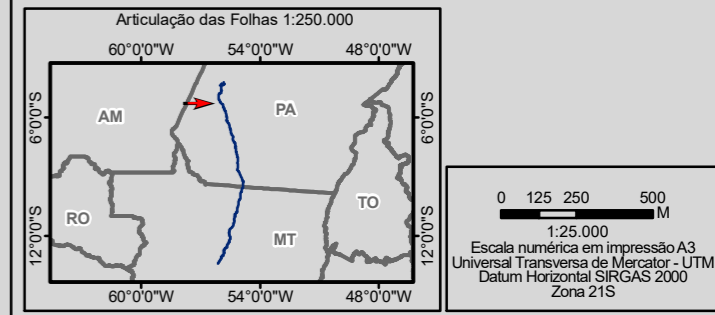 Articulação das Folhas 1:250.000
60°0'0"W 54°0'0"W 48°0'0"W
6°0'0"S AM PA 6°0'0"S
RO TO
12°0'0"S MT 12°0'0"S
60°0'0"W 54°0'0"W 48°0'0"W
0 125 250 500
M
1:25.000
Escala numérica em impressão A3
Universal Transversa de Mercator - UTM
Datum Horizontal SIRGAS 2000
Zona 21S